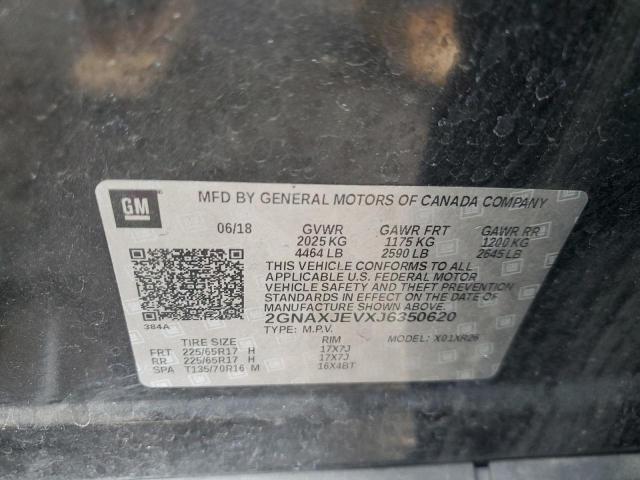 GM
MFD BY GENERAL MOTORS OF CANADA COMPANY
06/18 GVWR GAWR FRT GAWR RR
2025 KG 1175 KG 1200 KG
4464 LB 2590 LB 2645 LB
THIS VEHICLE CONFORMS TO ALL
APPLICABLE U.S. FEDERAL MOTOR
VEHICLE SAFETY AND THEFT PREVENTION
STANDARDS IN EFFECT ON THE DATE
OF MANUFACTURE SHOWN ABOVE.
2GNAXJEVXJ6350620
384A
TYPE: M.P.V. MODEL: X01XR26
TIRE SIZE RIM
FRT 225/65R17 H 17X7J
RR 225/65R17 H 17X7J
SPA T135/70R16 M 16X4BT